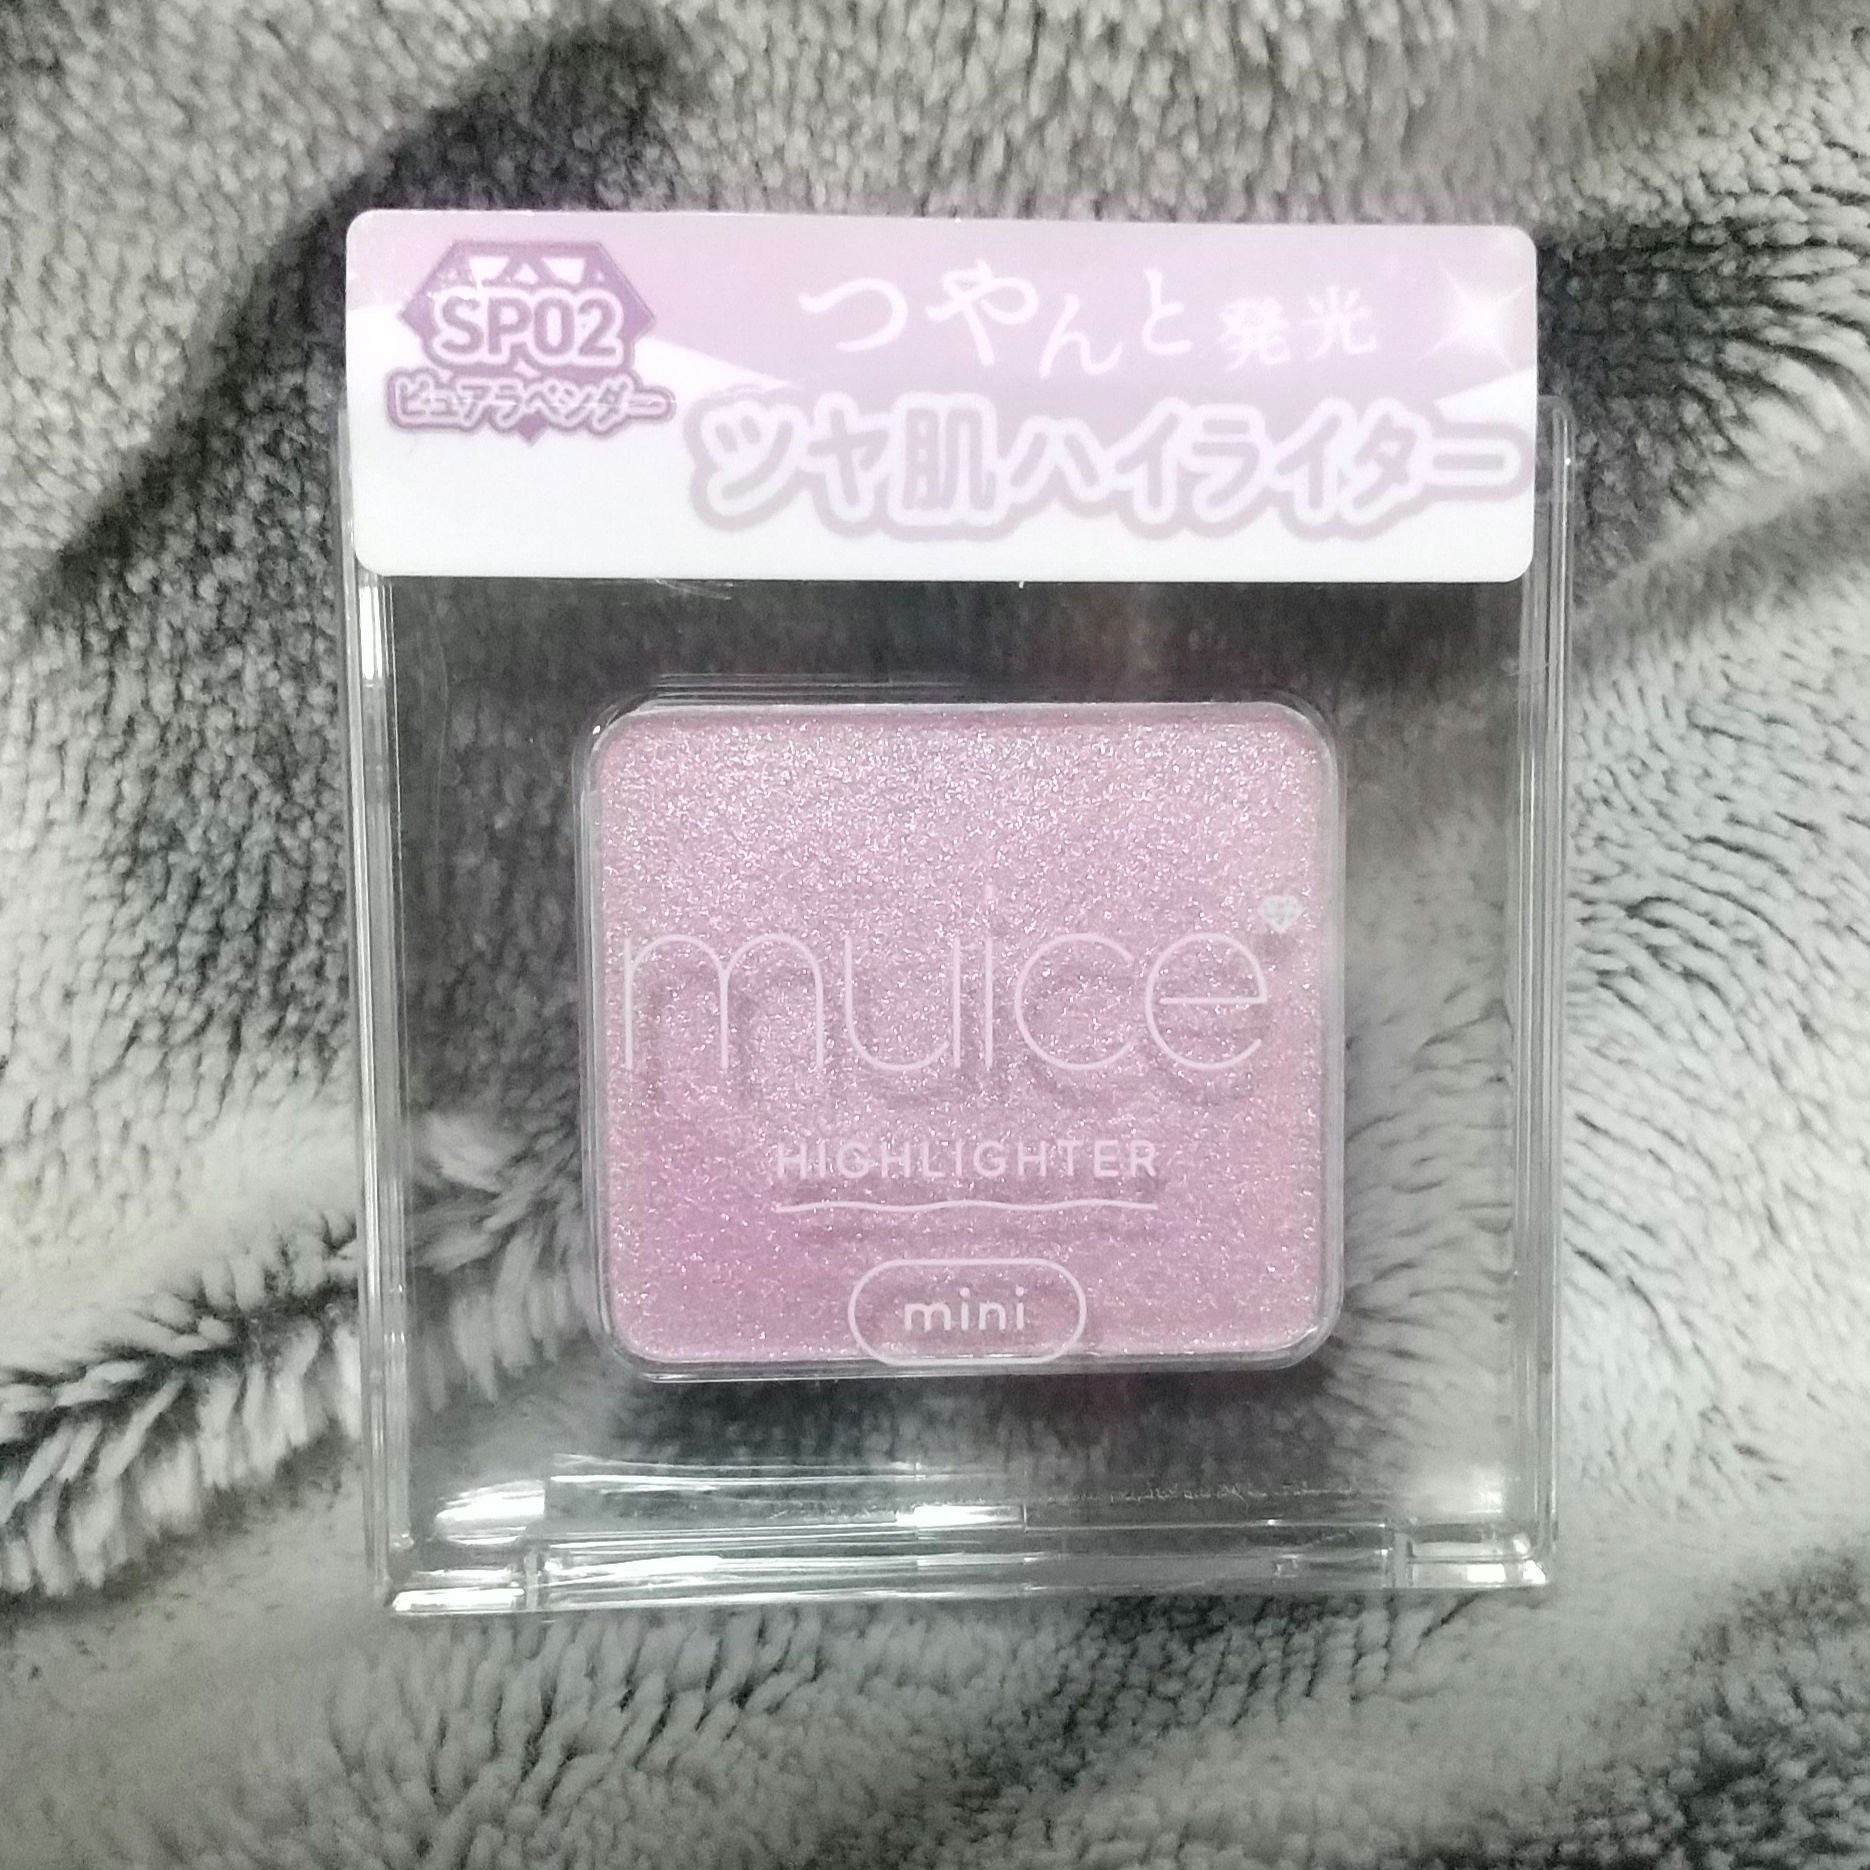 SP02
ピュアラベンダー
つやんと発光
ツヤ肌ハイライター
muice
HIGHLIGHTER
mini